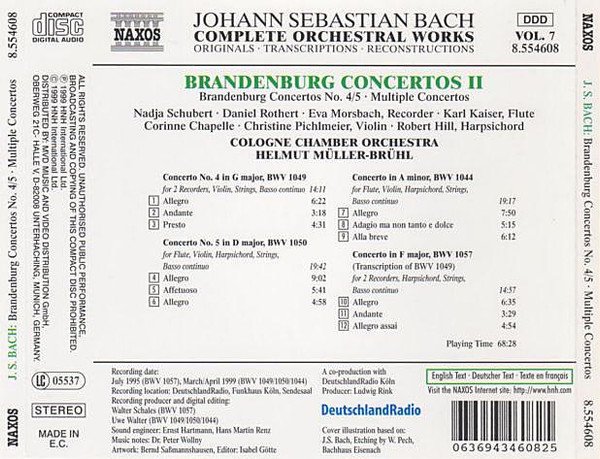 8.554608
NAXOS
J. S. BACH: Brandenburg Concertos No. 4/5 · Multiple Concertos
NAXOS
COMPACT
disc
DIGITAL AUDIO
NAXOS
JOHANN SEBASTIAN BACH
COMPLETE ORCHESTRAL WORKS
ORIGINALS · TRANSCRIPTIONS · RECONSTRUCTIONS
DDD
VOL. 7
8.554608
BRANDENBURG CONCERTOS II
Brandenburg Concertos No. 4/5 · Multiple Concertos
Nadja Schubert · Daniel Rothert · Eva Morsbach, Recorder · Karl Kaiser, Flute
Corinne Chapelle · Christine Pichlmeier, Violin · Robert Hill, Harpsichord
COLOGNE CHAMBER ORCHESTRA
HELMUT MÜLLER-BRÜHL
Concerto No. 4 in G major, BWV 1049
for 2 Recorders, Violin, Strings, Basso continuo 14:11
1 Allegro 6:22
2 Andante 3:18
3 Presto 4:31
Concerto No. 5 in D major, BWV 1050
for Flute, Violin, Harpsichord, Strings,
Basso continuo 19:42
4 Allegro 9:02
5 Affetuoso 5:41
6 Allegro 4:58
Concerto in A minor, BWV 1044
for Flute, Violin, Harpsichord, Strings,
Basso continuo 19:17
7 Allegro 7:50
8 Adagio ma non tanto e dolce 5:15
9 Alla breve 6:12
Concerto in F major, BWV 1057
(Transcription of BWV 1049)
for 2 Recorders, Harpsichord, Strings,
Basso continuo 14:57
10 Allegro 6:35
11 Andante 3:29
12 Allegro assai 4:54
Playing Time 68:28
ALL RIGHTS RESERVED. UNAUTHORISED PUBLIC PERFORMANCE,
BROADCASTING AND COPYING OF THIS COMPACT DISC PROHIBITED.
℗ 1999 HNH International Ltd.
© 1999 HNH International Ltd.
DISTRIBUTED BY: MVD MUSIC AND VIDEO DISTRIBUTION GmbH,
OBERWEG 21C- HALLE V, D-82008 UNTERHACHING, MUNICH, GERMANY.
LC 05537
STEREO
MADE IN
E.C.
Recording date:
July 1995 (BWV 1057), March/April 1999 (BWV 1049/1050/1044)
Recording location: DeutschlandRadio, Funkhaus Köln, Sendesaal
Recording producer and digital editing:
Walter Schales (BWV 1057)
Uwe Walter (BWV 1049/1050/1044)
Sound engineer: Ernst Hartmann, Hans Martin Renz
Music notes: Dr. Peter Wollny
Artwork: Bernd Saßmannshausen, Editor: Isabel Götte
A co-production with
DeutschlandRadio Köln
Producer: Ludwig Rink
DeutschlandRadio
Cover illustration based on:
J.S. Bach, Etching by W. Pech,
Bachhaus Eisenach
English Text · Deutscher Text · Texte en français
Visit the NAXOS Internet site: http://www.hnh.com
0636943460825
NAXOS
J. S. BACH: Brandenburg Concertos No. 4/5 · Multiple Concertos
8.554608